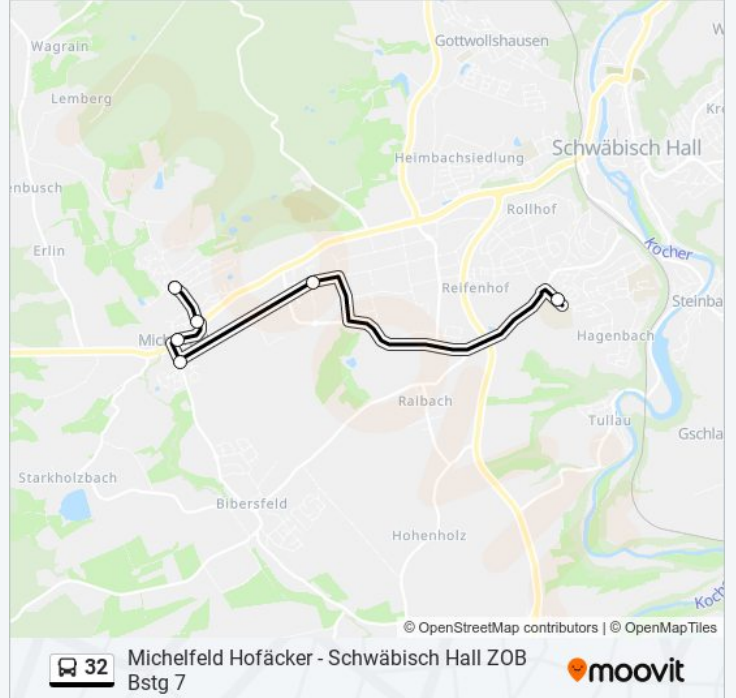 Wagrain
Gottwollshausen
Lemberg
Schwäbisch Hall
Heimbachsiedlung
enbusch
Rollhof
Erlin
Kocher
Reifenhof
Steinba
Mich
Hagenbach
Raibach
Tullau
Gschla
Starkholzbach
Bibersfeld
Hohenholz
Koch
© OpenStreetMap contributors | © OpenMapTiles
32 Michelfeld Hofäcker - Schwäbisch Hall ZOB
Bstg 7
moovit